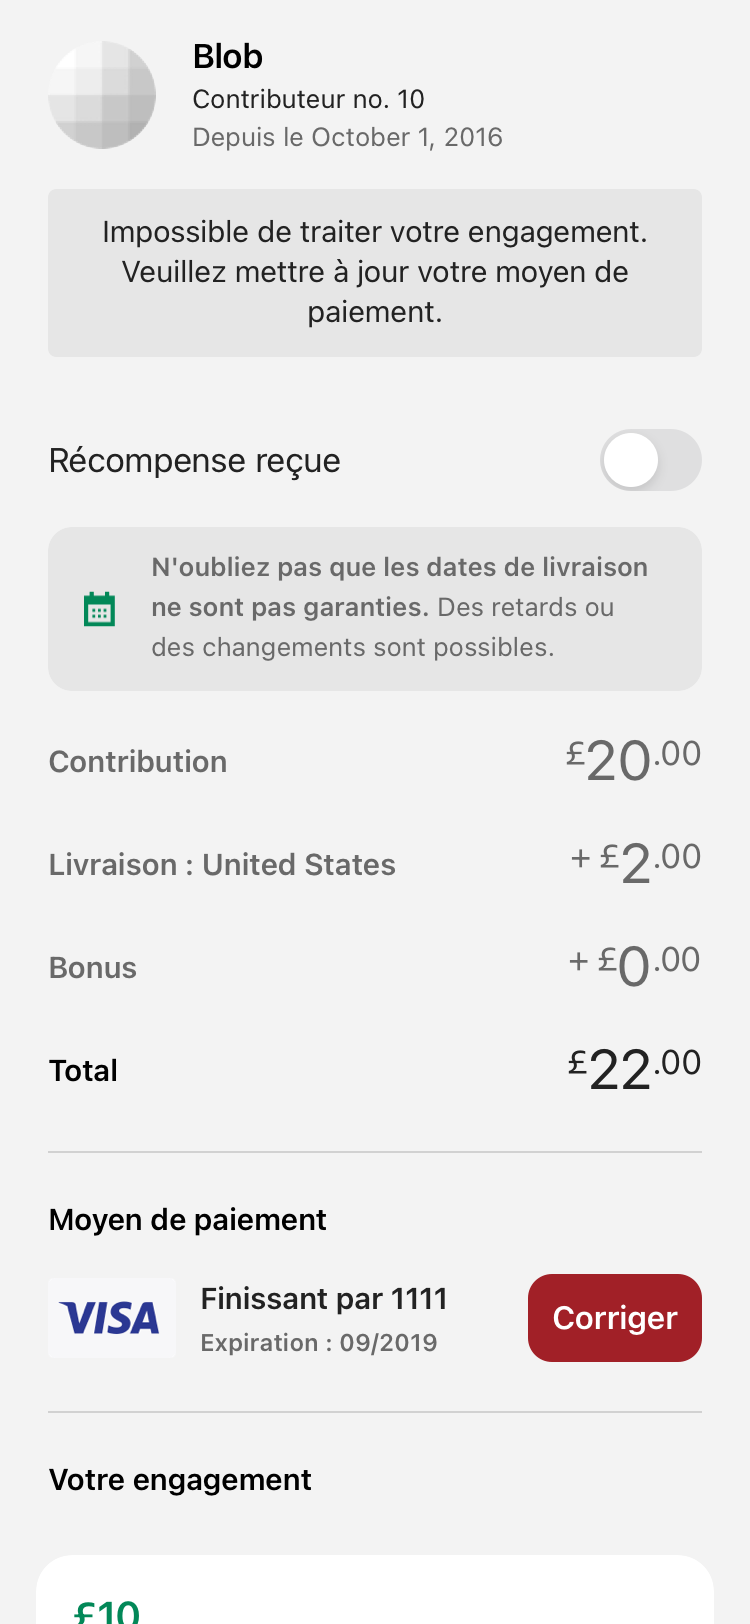 Blob
Contributeur no. 10
Depuis le October 1, 2016
Impossible de traiter votre engagement.
Veuillez mettre à jour votre moyen de
paiement.
Récompense reçue
N'oubliez pas que les dates de livraison
ne sont pas garanties. Des retards ou
des changements sont possibles.
Contribution £20.00
Livraison : United States + £2.00
Bonus + £0.00
Total £22.00
Moyen de paiement
VISA
Finissant par 1111
Expiration : 09/2019
Corriger
Votre engagement
£10